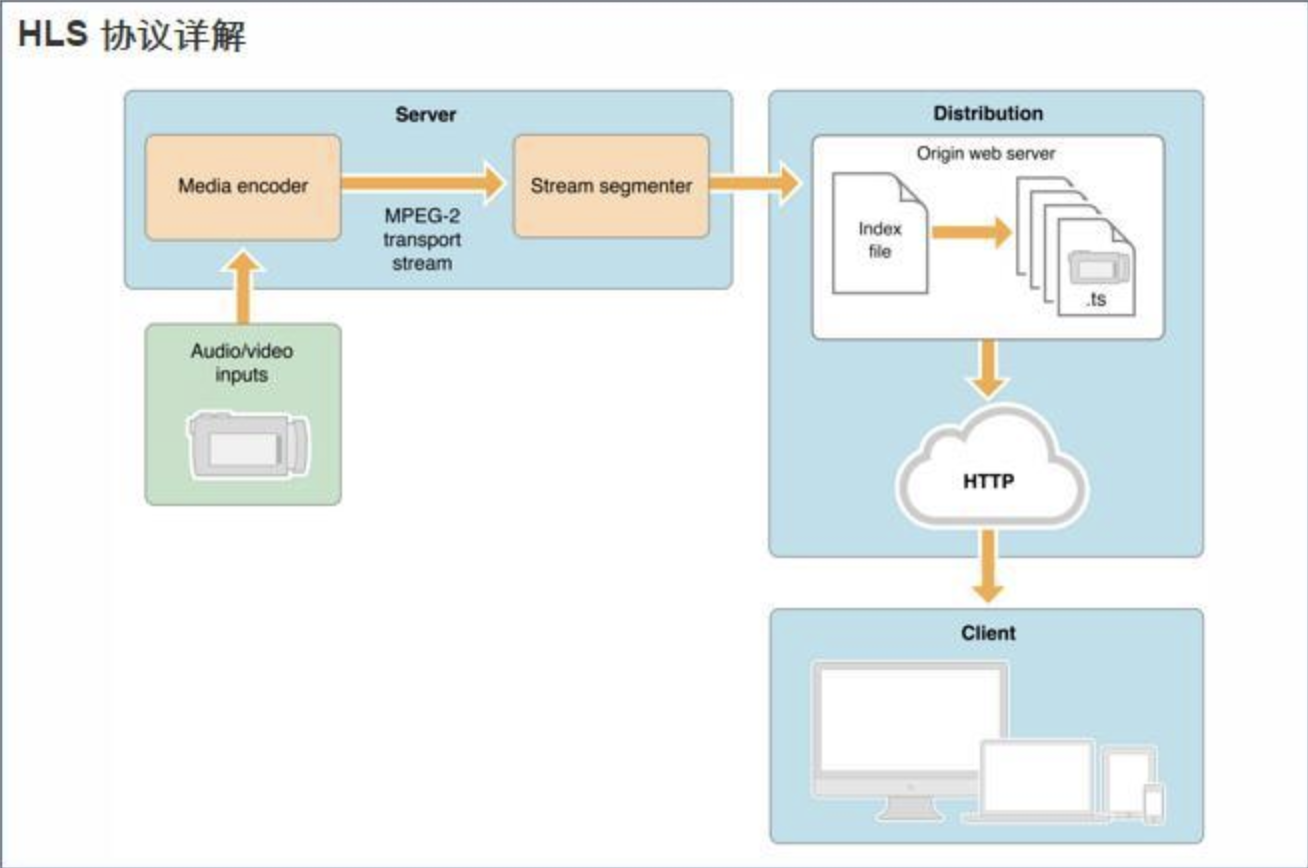 HLS 协议详解
Server
Media encoder
MPEG-2
transport
stream
Stream segmenter
Audio/video
inputs
Distribution
Origin web server
Index
file
.ts
HTTP
Client